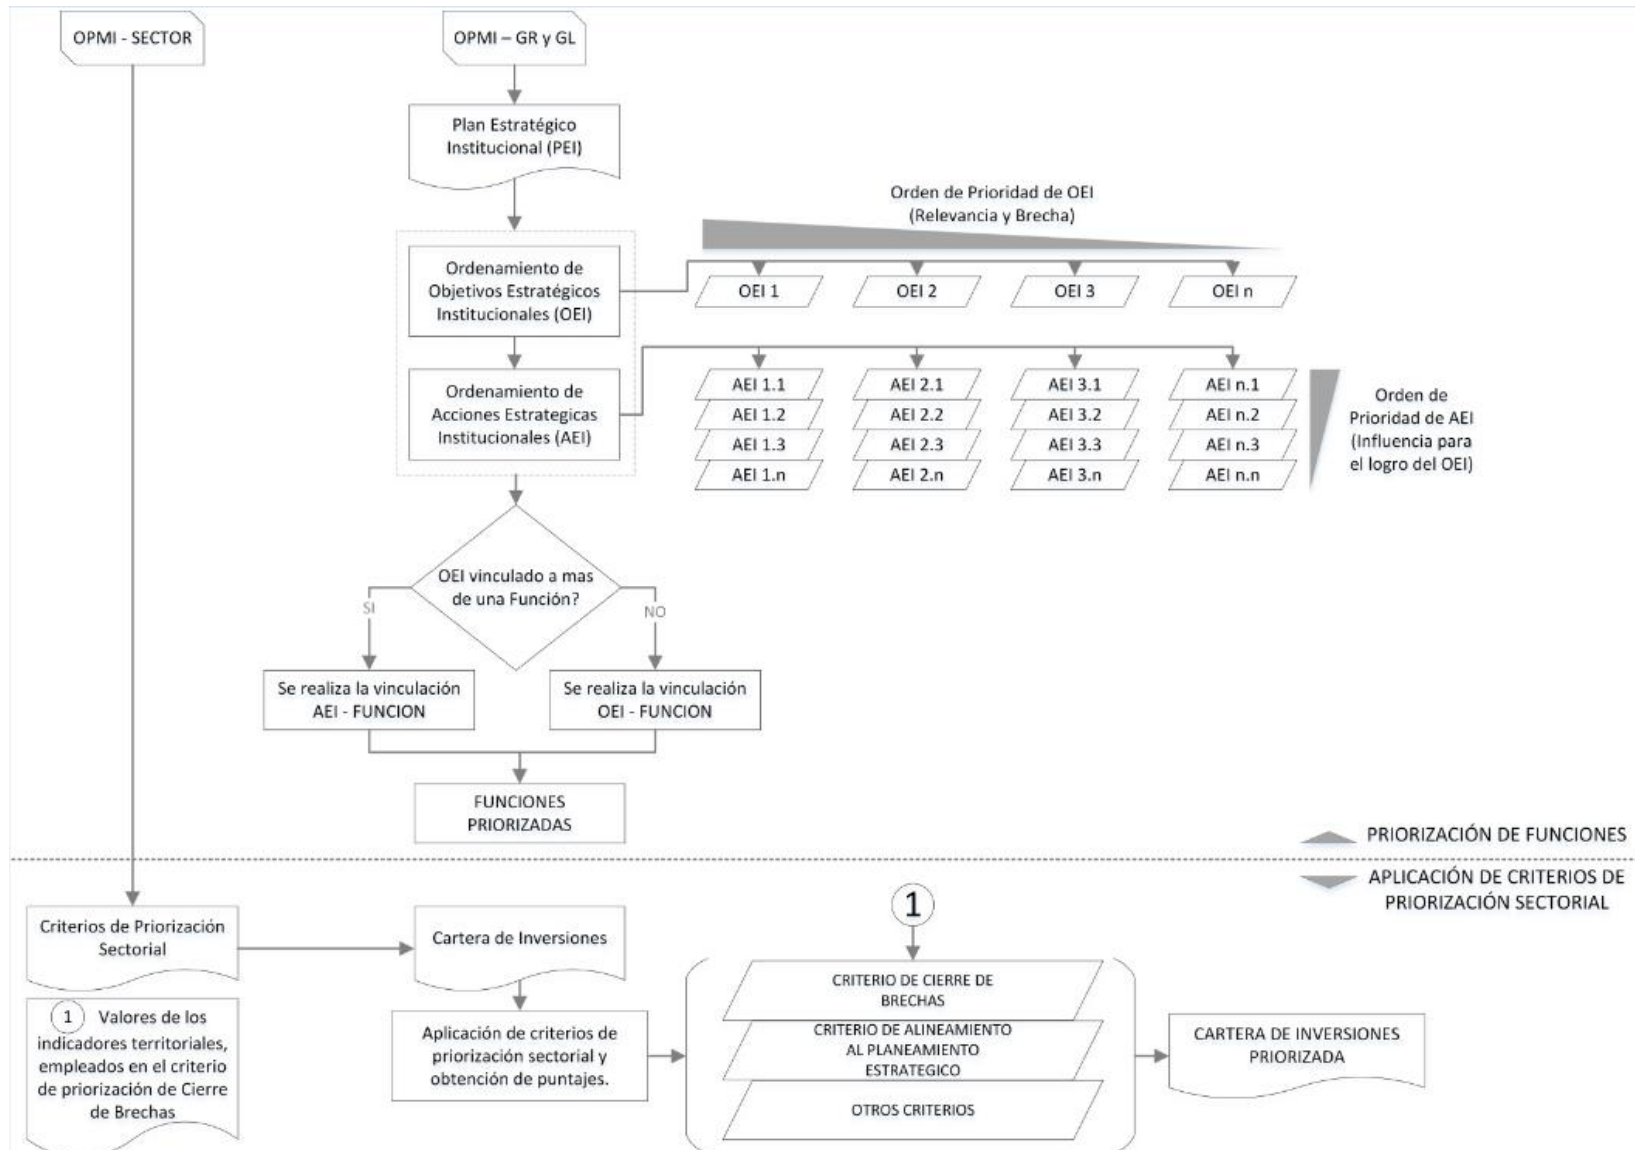 OPMI - SECTOR
OPMI – GR y GL
Plan Estratégico
Institucional (PEI)
Orden de Prioridad de OEI
(Relevancia y Brecha)
Ordenamiento de
Objetivos Estratégicos
Institucionales (OEI)
OEI 1
OEI 2
OEI 3
OEI n
Ordenamiento de
Acciones Estrategicas
Institucionales (AEI)
AEI 1.1
AEI 2.1
AEI 3.1
AEI n.1
AEI 1.2
AEI 2.2
AEI 3.2
AEI n.2
AEI 1.3
AEI 2.3
AEI 3.3
AEI n.3
AEI 1.n
AEI 2.n
AEI 3.n
AEI n.n
Orden de
Prioridad de AEI
(Influencia para
el logro del OEI)
OEI vinculado a mas
de una Función?
SI
NO
Se realiza la vinculación
AEI - FUNCION
Se realiza la vinculación
OEI - FUNCION
FUNCIONES
PRIORIZADAS
PRIORIZACIÓN DE FUNCIONES
APLICACIÓN DE CRITERIOS DE
PRIORIZACIÓN SECTORIAL
Criterios de Priorización
Sectorial
Cartera de Inversiones
1
1 Valores de los
indicadores territoriales,
empleados en el criterio
de priorización de Cierre
de Brechas
Aplicación de criterios de
priorización sectorial y
obtención de puntajes.
CRITERIO DE CIERRE DE
BRECHAS
CRITERIO DE ALINEAMIENTO
AL PLANEAMIENTO
ESTRATEGICO
OTROS CRITERIOS
CARTERA DE INVERSIONES
PRIORIZADA